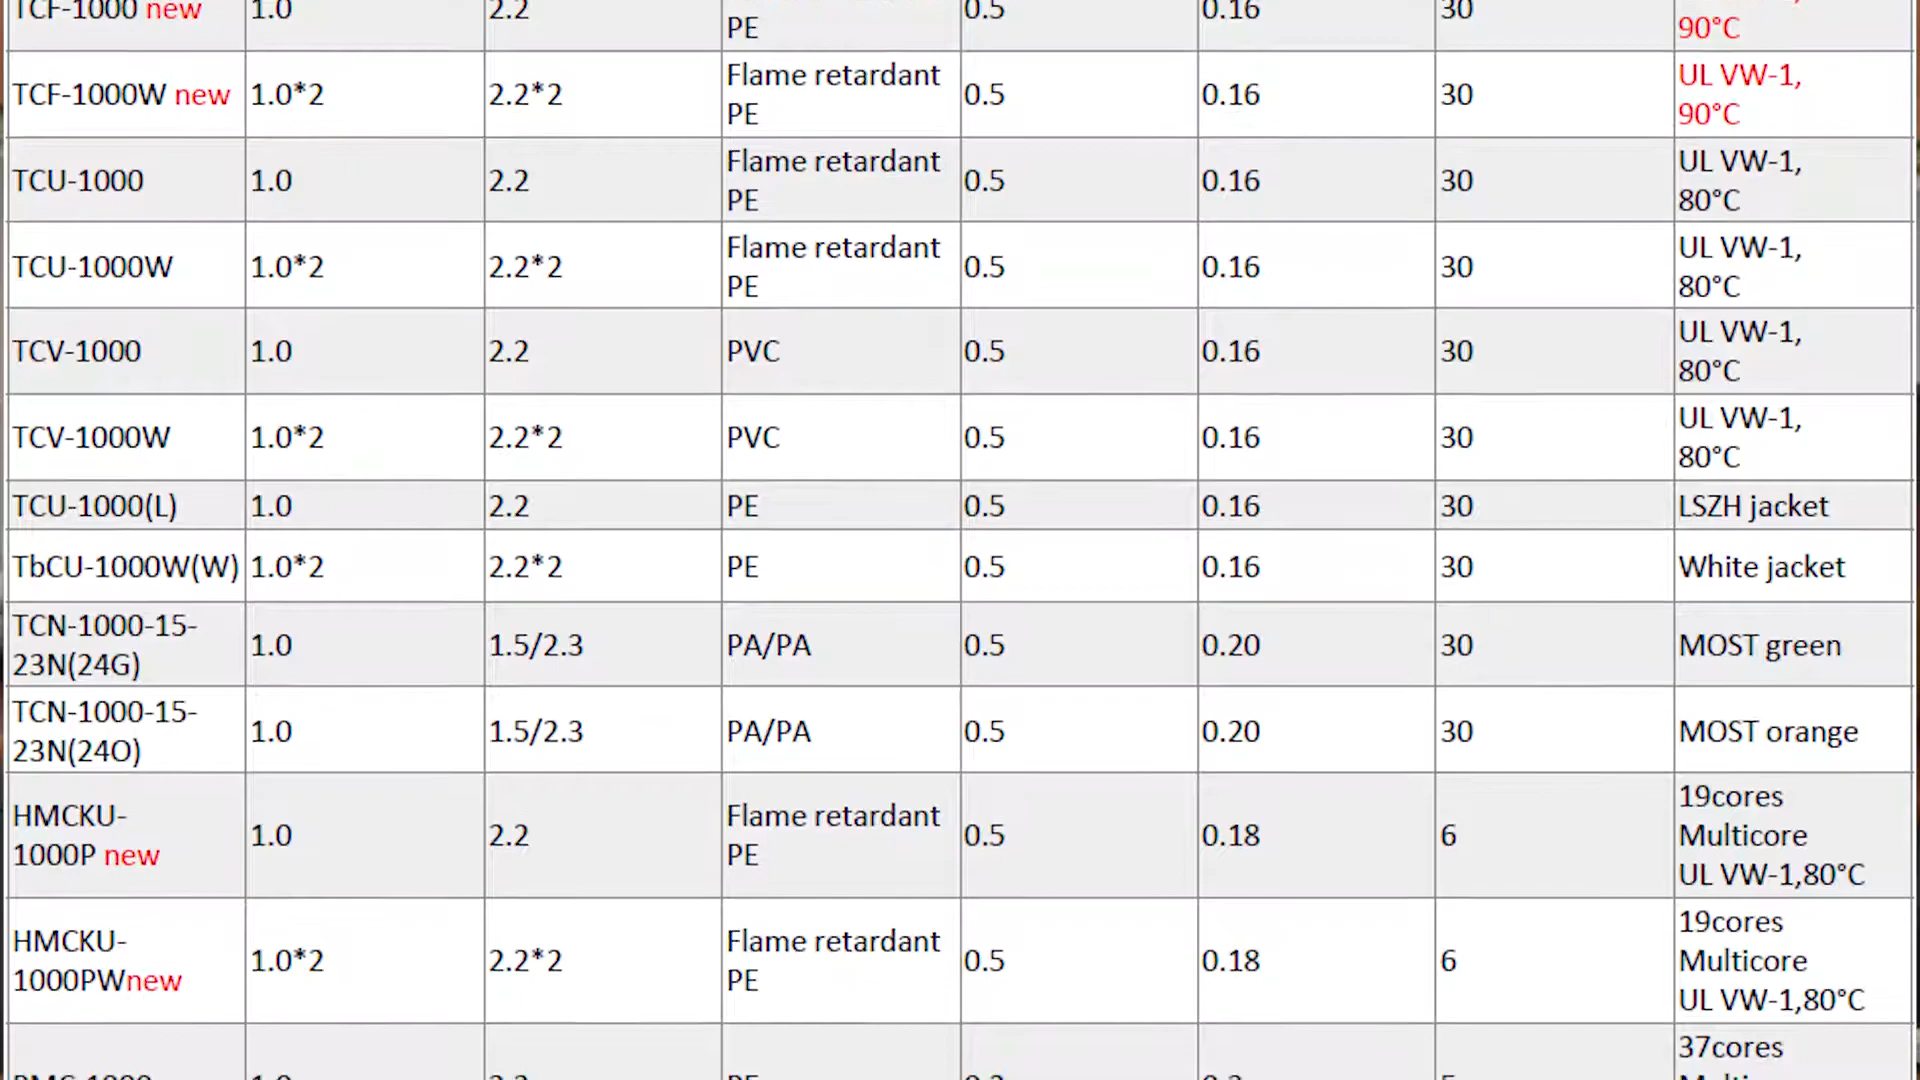 TCF-1000 new 1.0 2.2 PE 0.5 0.16 30 90°C
TCF-1000W new 1.0*2 2.2*2 Flame retardant PE 0.5 0.16 30 UL VW-1, 90°C
TCU-1000 1.0 2.2 Flame retardant PE 0.5 0.16 30 UL VW-1, 80°C
TCU-1000W 1.0*2 2.2*2 Flame retardant PE 0.5 0.16 30 UL VW-1, 80°C
TCV-1000 1.0 2.2 PVC 0.5 0.16 30 UL VW-1, 80°C
TCV-1000W 1.0*2 2.2*2 PVC 0.5 0.16 30 UL VW-1, 80°C
TCU-1000(L) 1.0 2.2 PE 0.5 0.16 30 LSZH jacket
TbCU-1000W(W) 1.0*2 2.2*2 PE 0.5 0.16 30 White jacket
TCN-1000-15-23N(24G) 1.0 1.5/2.3 PA/PA 0.5 0.20 30 MOST green
TCN-1000-15-23N(24O) 1.0 1.5/2.3 PA/PA 0.5 0.20 30 MOST orange
HMCKU-1000P new 1.0 2.2 Flame retardant PE 0.5 0.18 6 19cores Multicore UL VW-1,80°C
HMCKU-1000PWnew 1.0*2 2.2*2 Flame retardant PE 0.5 0.18 6 19cores Multicore UL VW-1,80°C
37cores